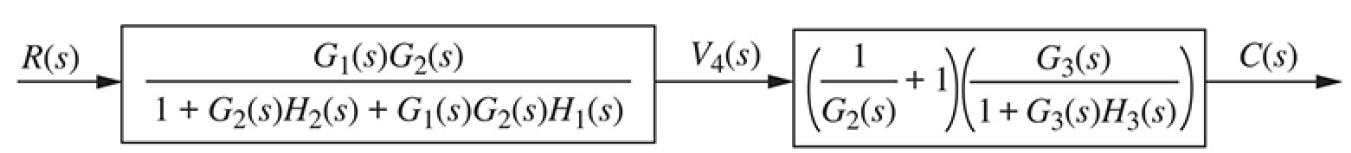 R(s)
G₁(s)G₂(s)
1 + G₂(s)H₂(s) + G₁(s)G₂(s)H₁(s)
V₄(s)
(1/G₂(s) + 1)(G₃(s)/1 + G₃(s)H₃(s))
C(s)